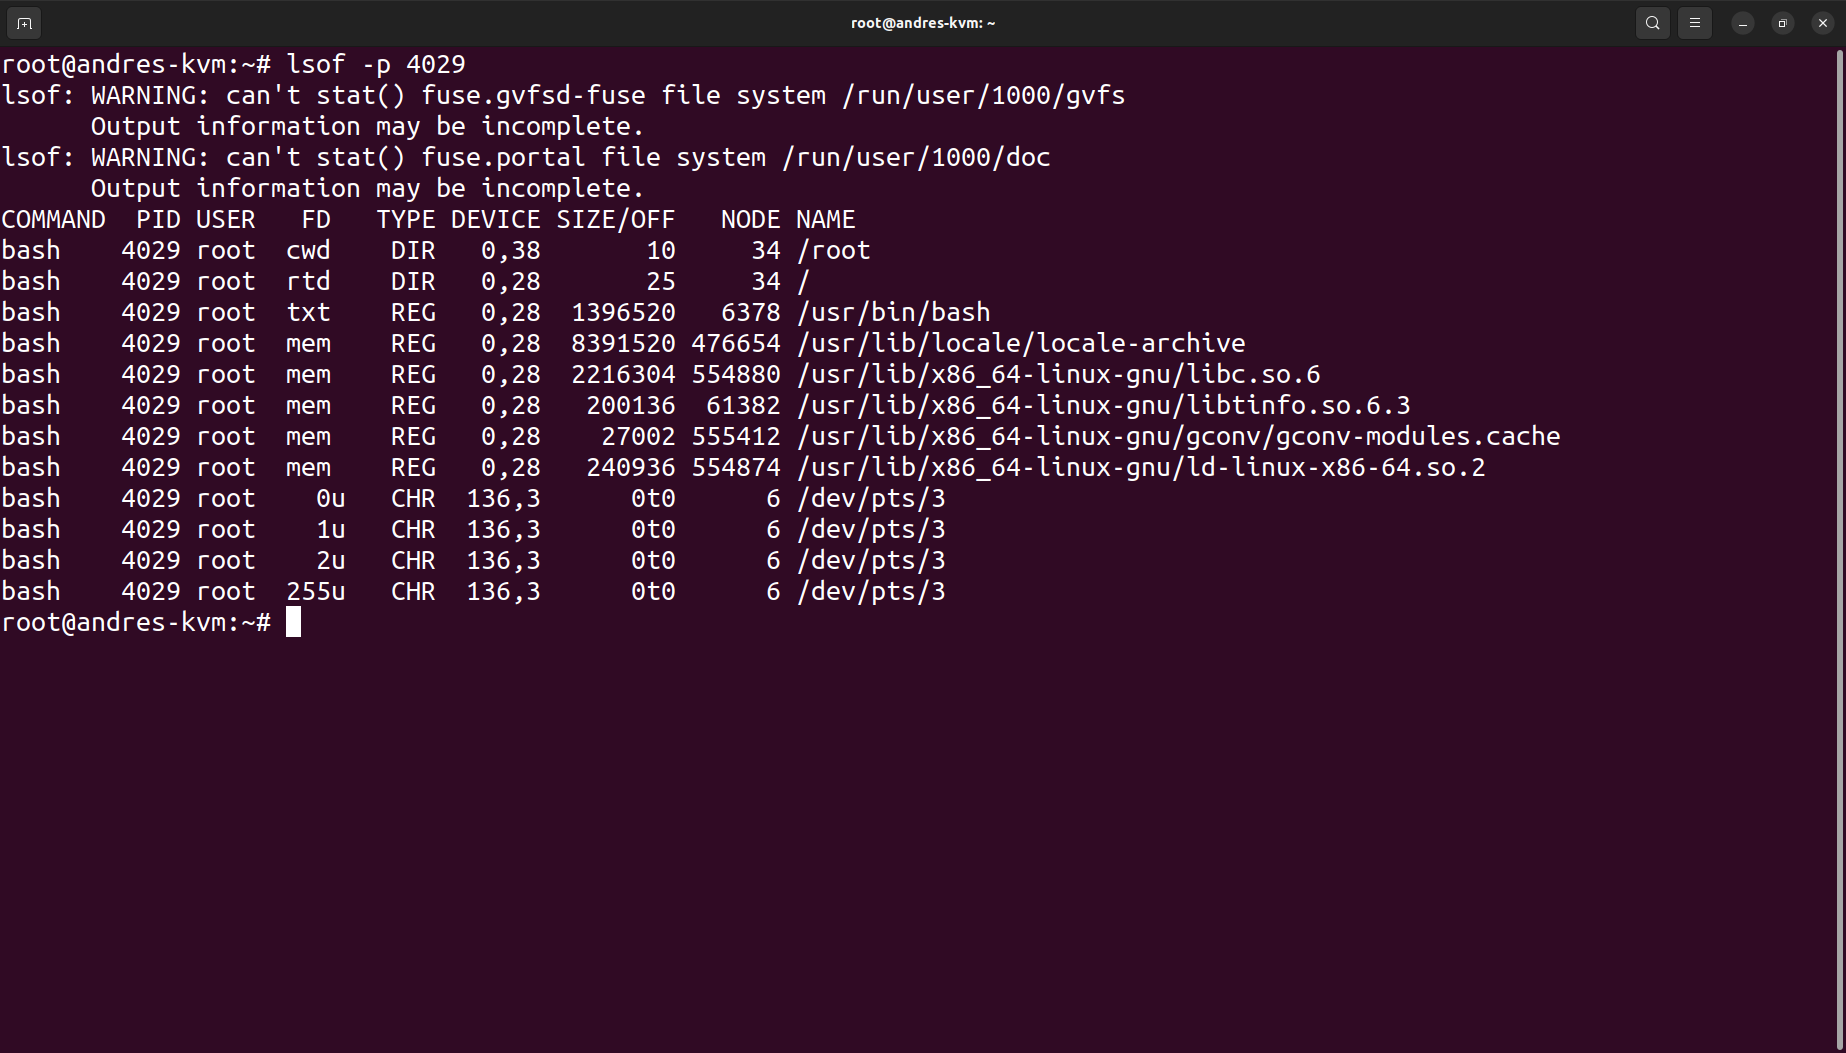 root@andres-kvm: ~
root@andres-kvm:~# lsof -p 4029
lsof: WARNING: can't stat() fuse.gvfsd-fuse file system /run/user/1000/gvfs
      Output information may be incomplete.
lsof: WARNING: can't stat() fuse.portal file system /run/user/1000/doc
      Output information may be incomplete.
COMMAND  PID USER   FD   TYPE DEVICE SIZE/OFF   NODE NAME
bash    4029 root  cwd    DIR   0,38       10     34 /root
bash    4029 root  rtd    DIR   0,28       25     34 /
bash    4029 root  txt    REG   0,28  1396520   6378 /usr/bin/bash
bash    4029 root  mem    REG   0,28  8391520 476654 /usr/lib/locale/locale-archive
bash    4029 root  mem    REG   0,28  2216304 554880 /usr/lib/x86_64-linux-gnu/libc.so.6
bash    4029 root  mem    REG   0,28   200136  61382 /usr/lib/x86_64-linux-gnu/libtinfo.so.6.3
bash    4029 root  mem    REG   0,28    27002 555412 /usr/lib/x86_64-linux-gnu/gconv/gconv-modules.cache
bash    4029 root  mem    REG   0,28   240936 554874 /usr/lib/x86_64-linux-gnu/ld-linux-x86-64.so.2
bash    4029 root    0u   CHR  136,3      0t0      6 /dev/pts/3
bash    4029 root    1u   CHR  136,3      0t0      6 /dev/pts/3
bash    4029 root    2u   CHR  136,3      0t0      6 /dev/pts/3
bash    4029 root  255u   CHR  136,3      0t0      6 /dev/pts/3
root@andres-kvm:~#